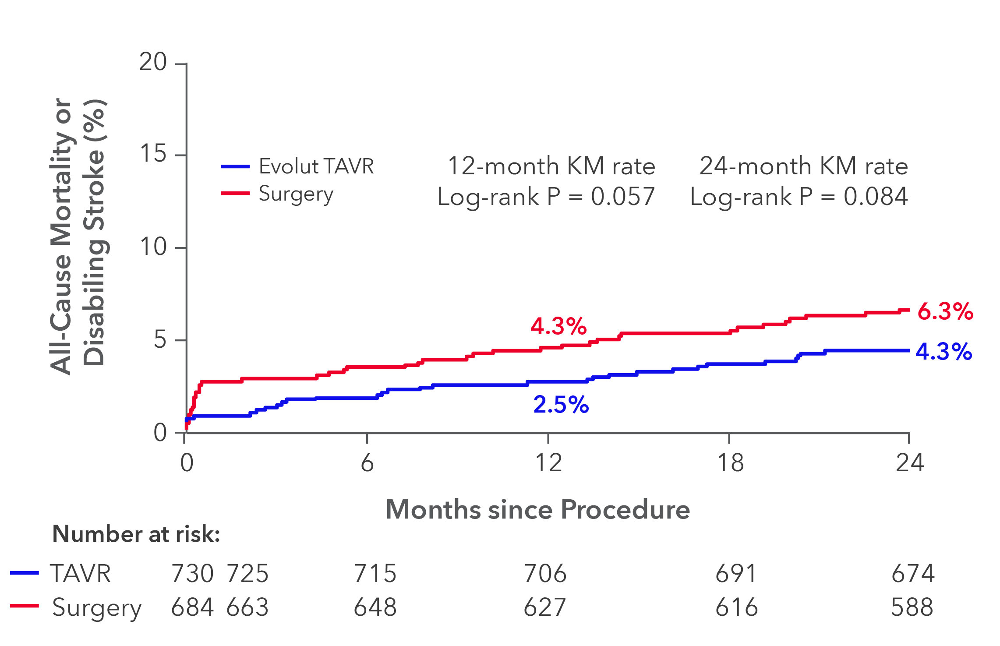 All-Cause Mortality or
Disabiling Stroke (%)
20
15
10
5
0
Evolut TAVR
Surgery
12-month KM rate
Log-rank P = 0.057
24-month KM rate
Log-rank P = 0.084
4.3%
2.5%
6.3%
4.3%
0 6 12 18 24
Months since Procedure
Number at risk:
TAVR 730 725 715 706 691 674
Surgery 684 663 648 627 616 588